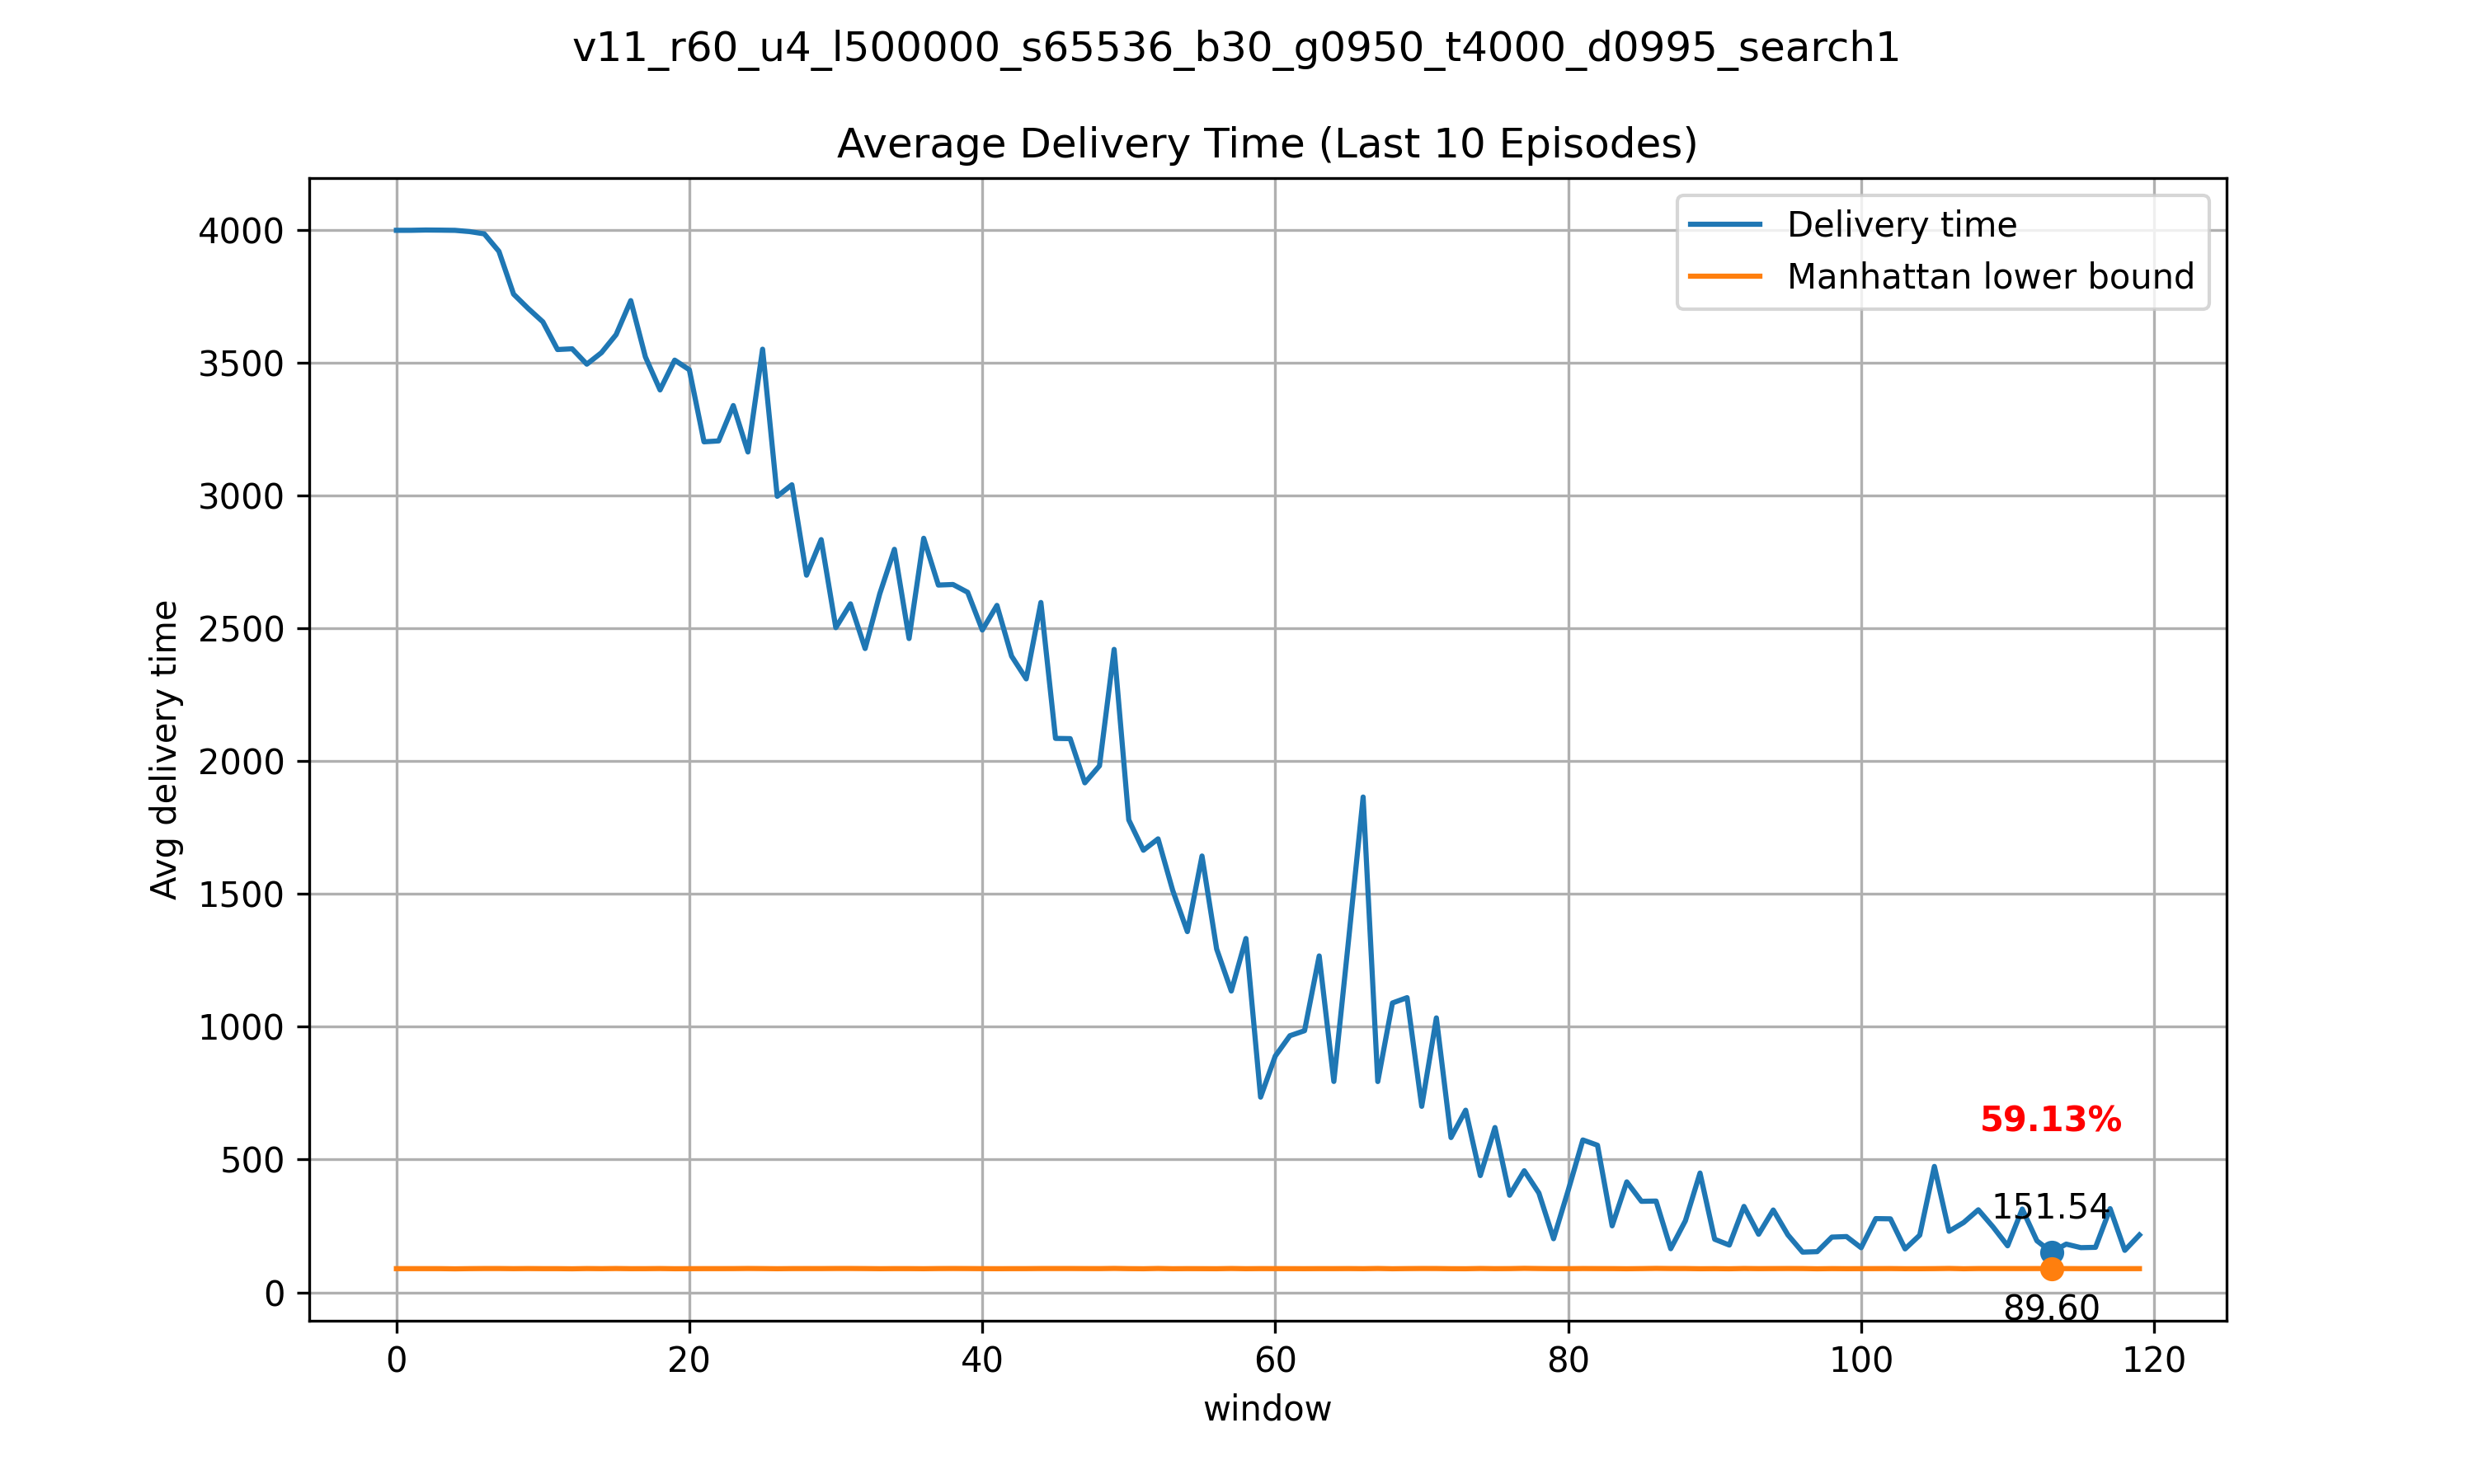 v11_r60_u4_l500000_s65536_b30_g0950_t4000_d0995_search1
Average Delivery Time (Last 10 Episodes)
Delivery time
Manhattan lower bound
4000
3500
3000
2500
2000
1500
1000
500
0
Avg delivery time
59.13%
151.54
89.60
0 20 40 60 80 100 120
window